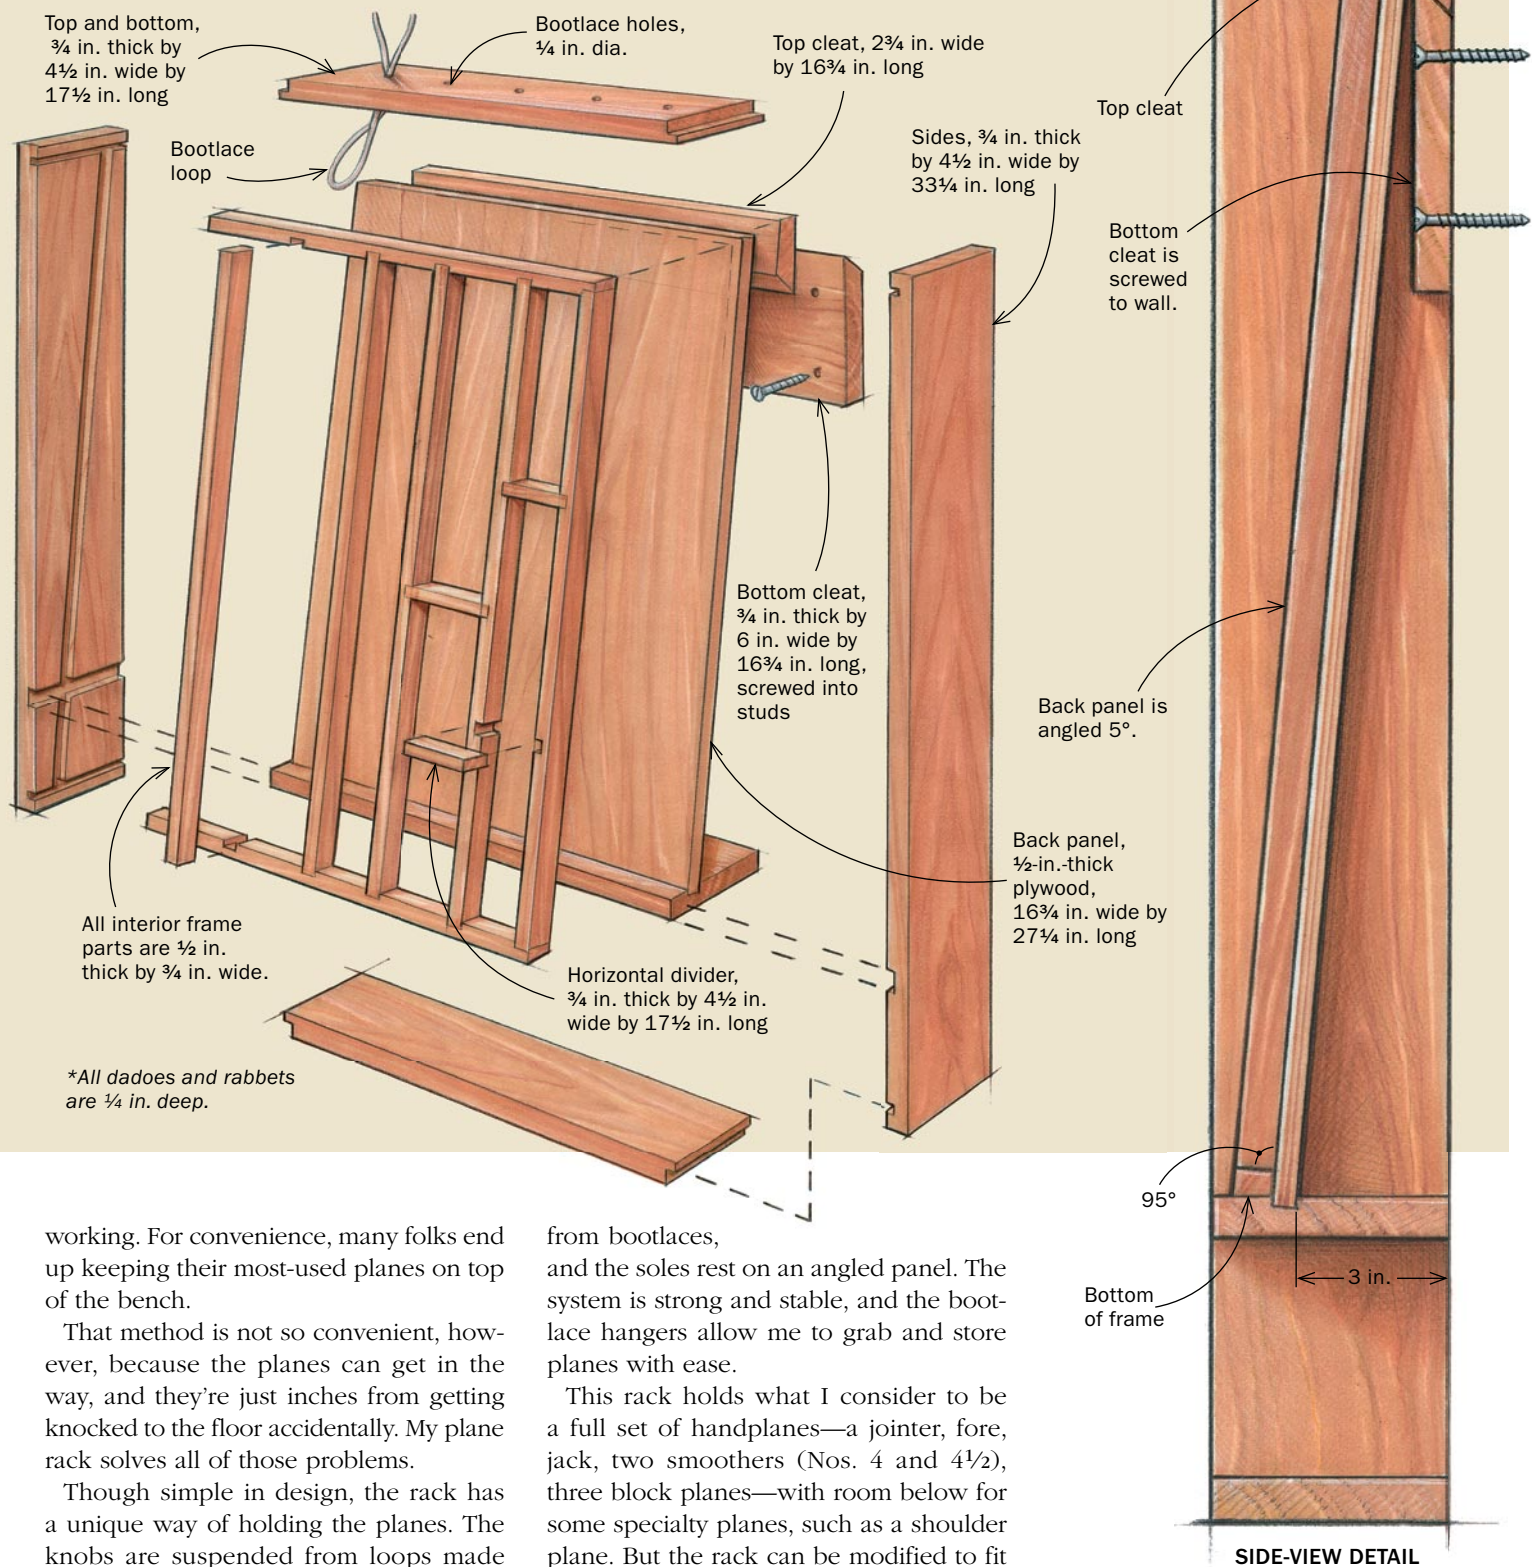 Top and bottom,
¾ in. thick by
4½ in. wide by
17½ in. long
Bootlace holes,
¼ in. dia.
Top cleat, 2¾ in. wide
by 16¾ in. long
Bootlace
loop
Sides, ¾ in. thick
by 4½ in. wide by
33¼ in. long
Top cleat
Bottom
cleat is
screwed
to wall.
Bottom cleat,
¾ in. thick by
6 in. wide by
16¾ in. long,
screwed into
studs
Back panel is
angled 5°.
Back panel,
½-in.-thick
plywood,
16¾ in. wide by
27¼ in. long
All interior frame
parts are ½ in.
thick by ¾ in. wide.
Horizontal divider,
¾ in. thick by 4½ in.
wide by 17½ in. long
*All dadoes and rabbets
are ¼ in. deep.
95°
3 in.
Bottom
of frame
SIDE-VIEW DETAIL
working. For convenience, many folks end
up keeping their most-used planes on top
of the bench.
That method is not so convenient, how-
ever, because the planes can get in the
way, and they're just inches from getting
knocked to the floor accidentally. My plane
rack solves all of those problems.
Though simple in design, the rack has
a unique way of holding the planes. The
knobs are suspended from loops made
from bootlaces,
and the soles rest on an angled panel. The
system is strong and stable, and the boot-
lace hangers allow me to grab and store
planes with ease.
This rack holds what I consider to be
a full set of handplanes—a jointer, fore,
jack, two smoothers (Nos. 4 and 4½),
three block planes—with room below for
some specialty planes, such as a shoulder
plane. But the rack can be modified to fit